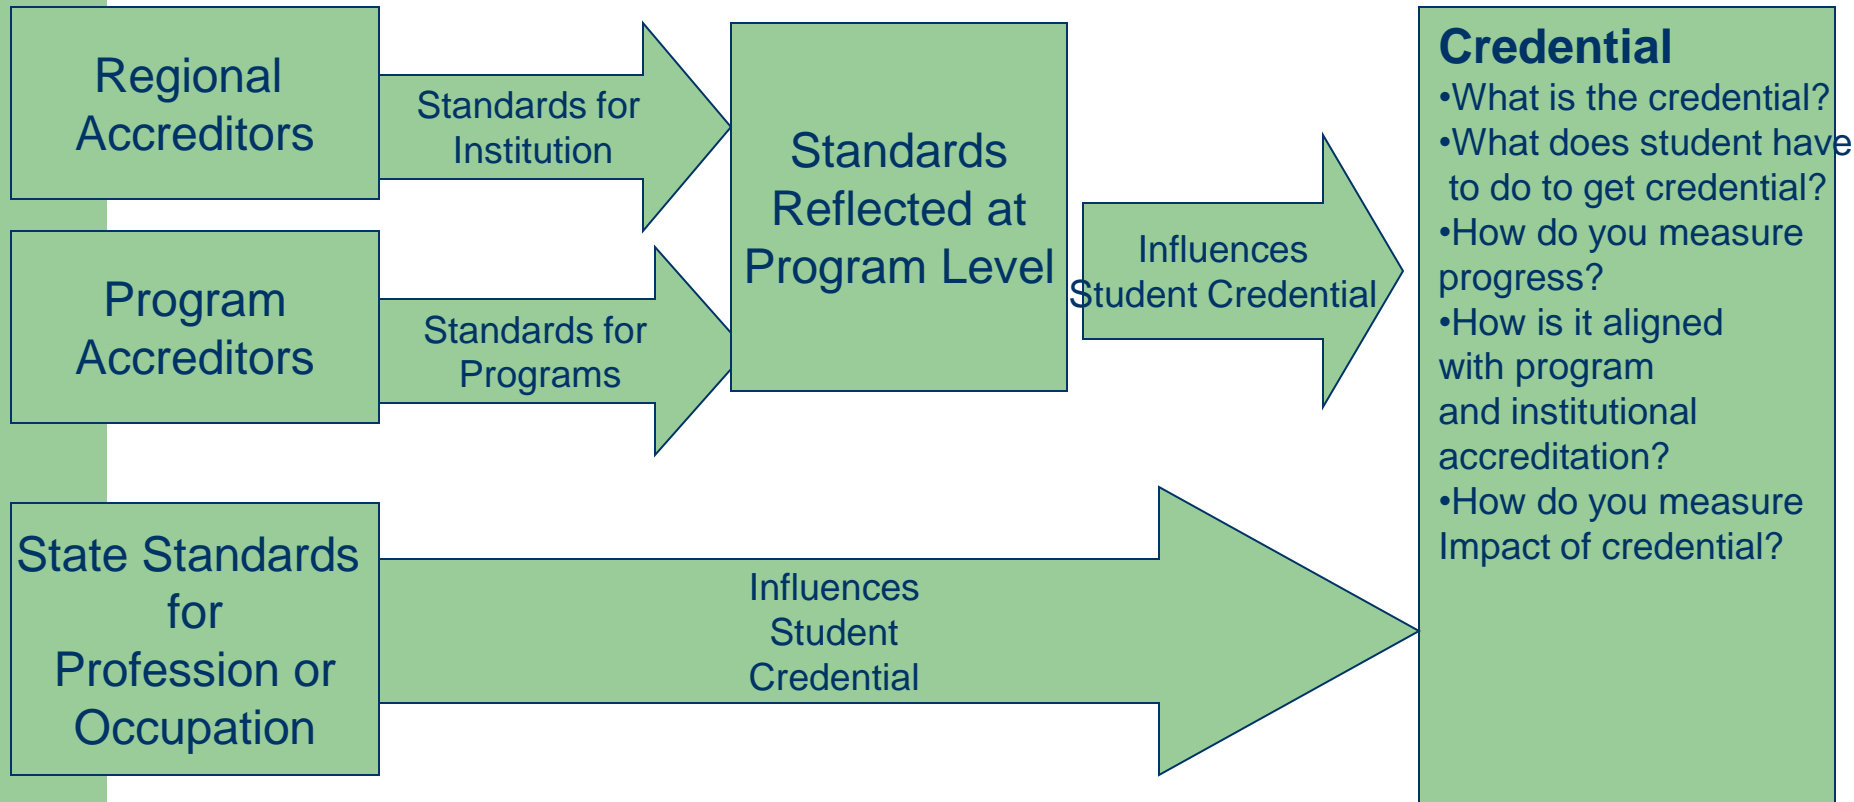 Regional
Accreditors
Standards for
Institution
Program
Accreditors
Standards for
Programs
Standards
Reflected at
Program Level
Influences
Student Credential
State Standards
for
Profession or
Occupation
Influences
Student
Credential
Credential
•What is the credential?
•What does student have
to do to get credential?
•How do you measure
progress?
•How is it aligned
with program
and institutional
accreditation?
•How do you measure
Impact of credential?